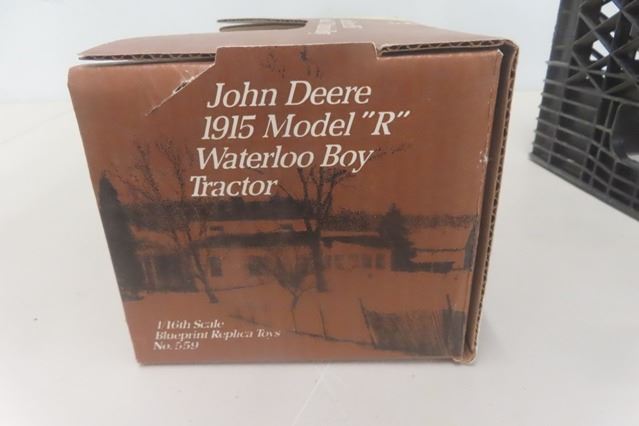 John Deere
1915 Model "R"
Waterloo Boy
Tractor
1/16th Scale
Blueprint Replica Toys
No. 559